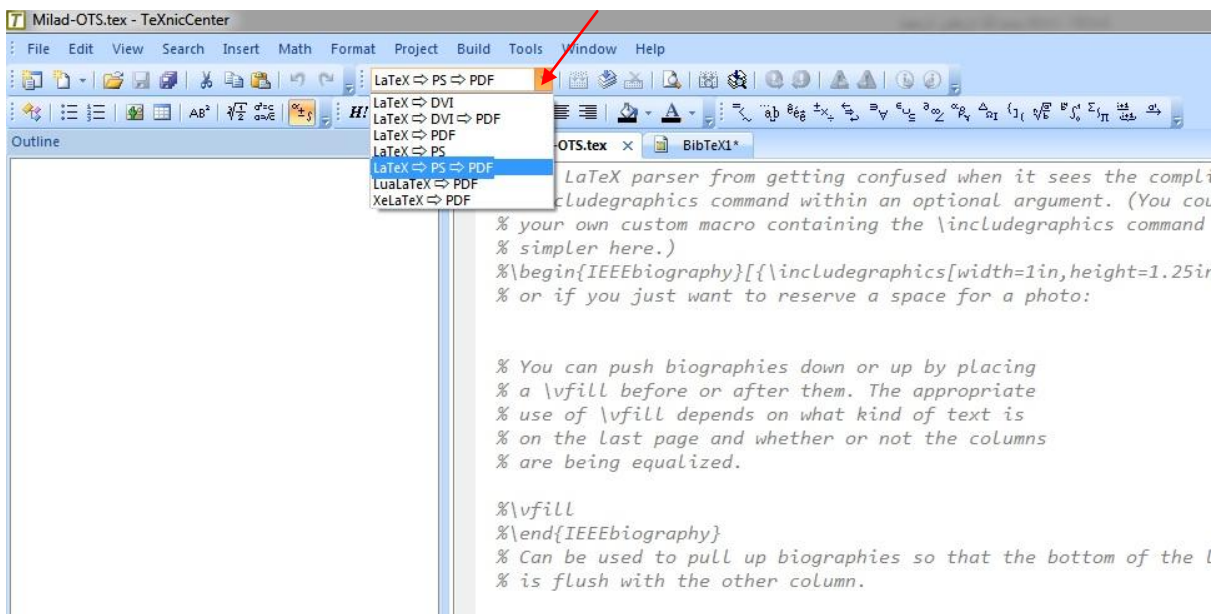 Milad-OTS.tex - TeXnicCenter
File Edit View Search Insert Math Format Project Build Tools Window Help
LaTeX ⇨ PS ⇨ PDF
LaTeX ⇨ DVI
LaTeX ⇨ DVI ⇨ PDF
LaTeX ⇨ PDF
LaTeX ⇨ PS
LaTeX ⇨ PS ⇨ PDF
LuaLaTeX ⇨ PDF
XeLaTeX ⇨ PDF
Outline
-OTS.tex BibTeX1*
LaTeX parser from getting confused when it sees the compli
cludegraphics command within an optional argument. (You cou
% your own custom macro containing the \includegraphics command
% simpler here.)
%\begin{IEEEbiography}[{\includegraphics[width=1in,height=1.25in
% or if you just want to reserve a space for a photo:
% You can push biographies down or up by placing
% a \vfill before or after them. The appropriate
% use of \vfill depends on what kind of text is
% on the last page and whether or not the columns
% are being equalized.
%\vfill
%\end{IEEEbiography}
% Can be used to pull up biographies so that the bottom of the l
% is flush with the other column.